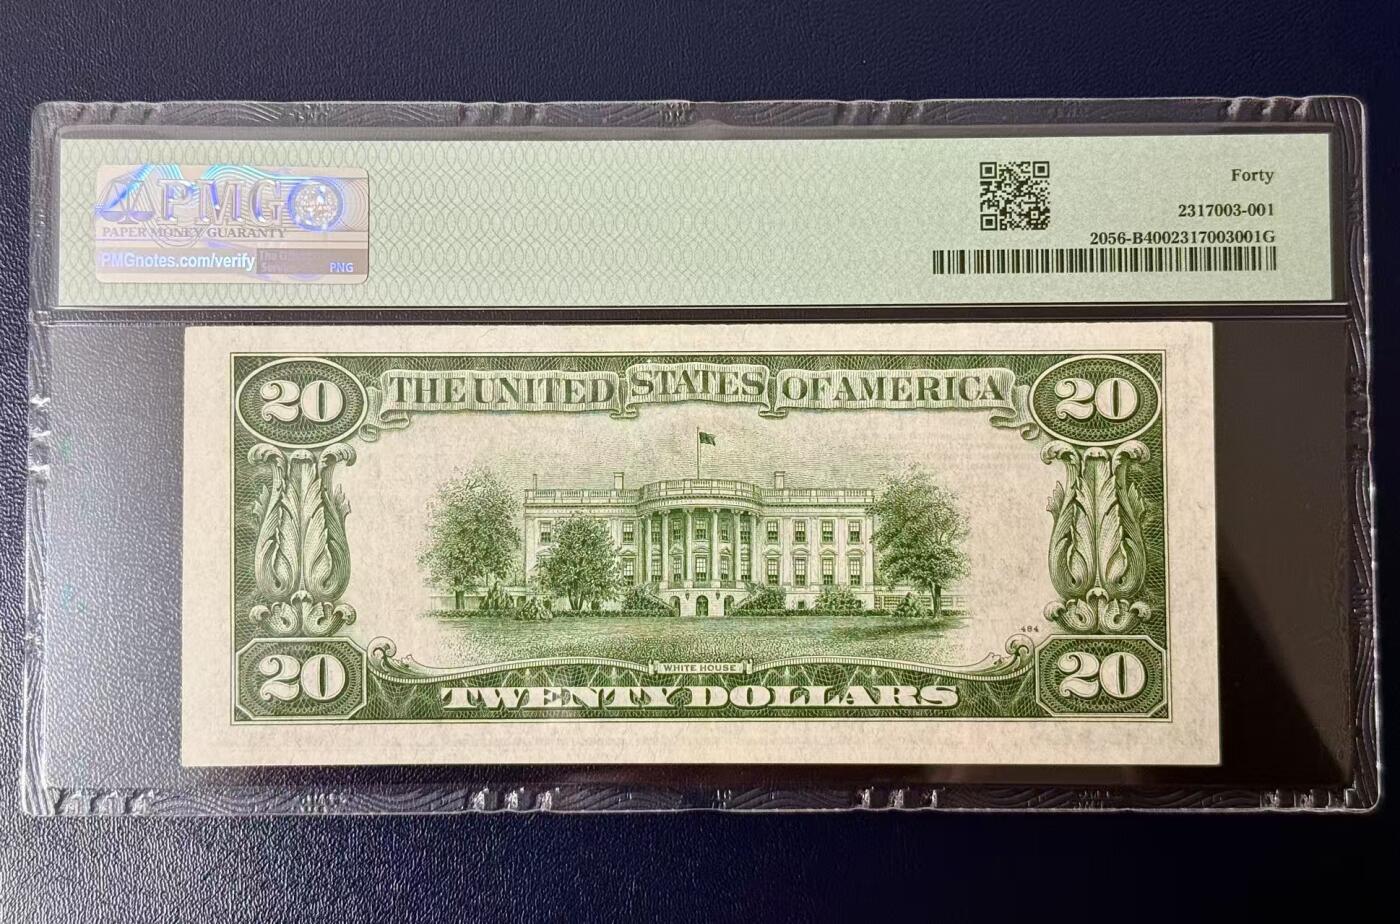 PMG
PAPER MONEY GUARANTY
PMGnotes.com/verify
PNG
Forty
2317003-001
2056-B4002317003001G
20 THE UNITED STATES OF AMERICA 20
484
20 WHITE HOUSE 20
TWENTY DOLLARS